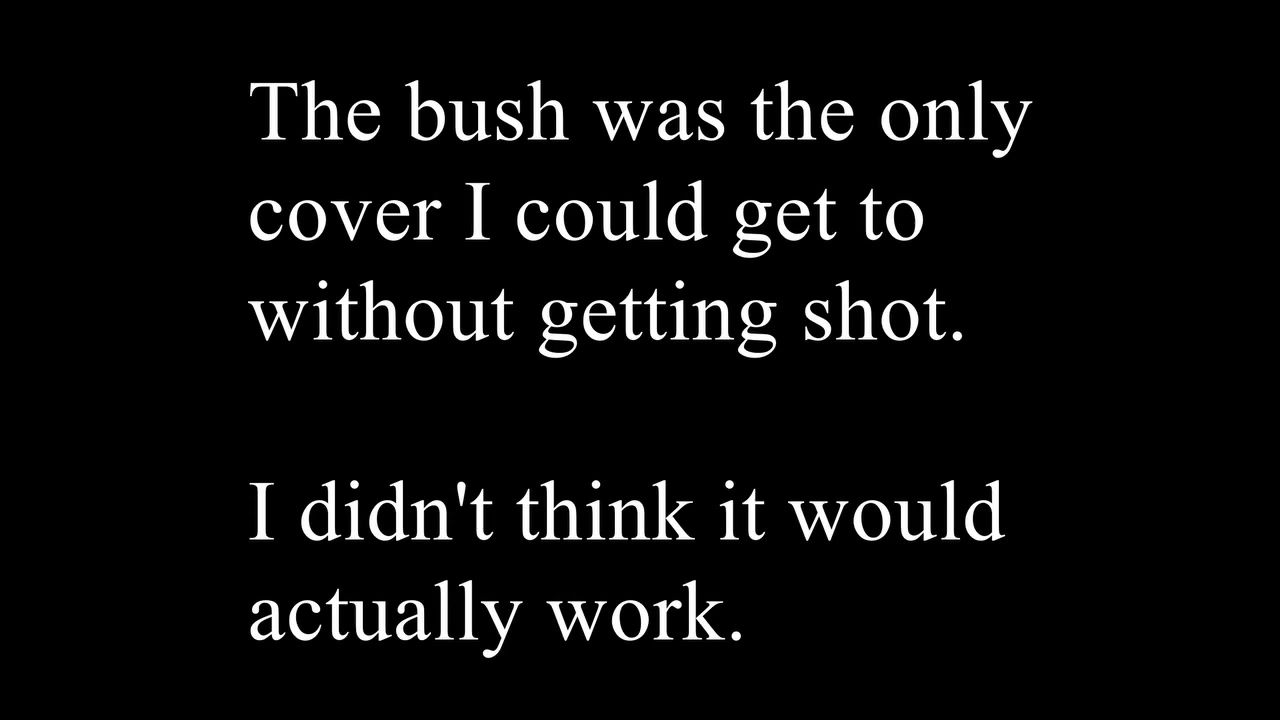 The bush was the only
cover I could get to
without getting shot.
I didn't think it would
actually work.